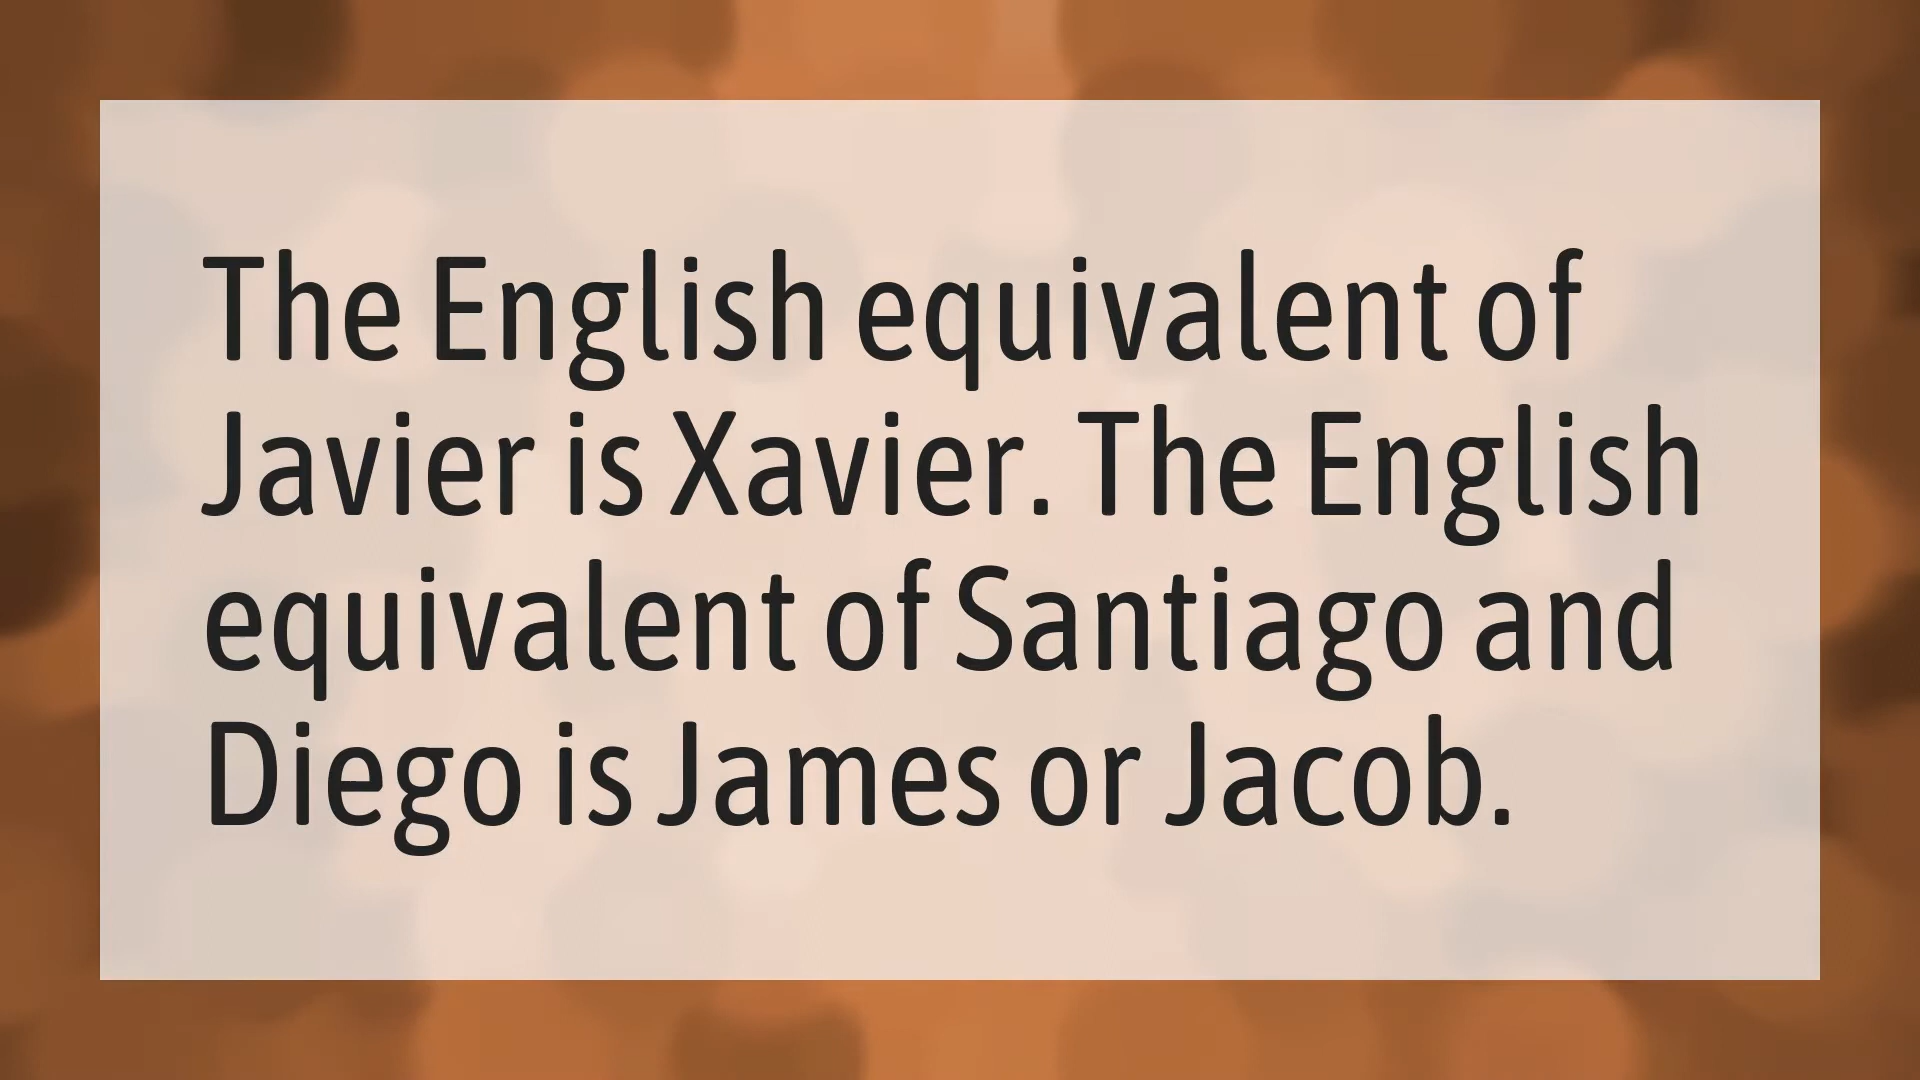 The English equivalent of
Javier is Xavier. The English
equivalent of Santiago and
Diego is James or Jacob.